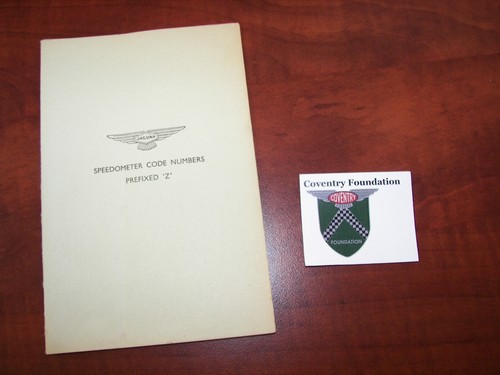 JAGUAR
SPEEDOMETER CODE NUMBERS
PREFIXED 'Z'
Coventry Foundation
COVENTRY
FOUNDATION